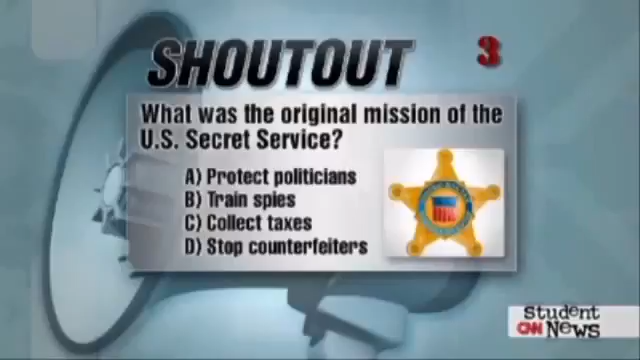 SHOUTOUT
3
What was the original mission of the
U.S. Secret Service?
A) Protect politicians
B) Train spies
C) Collect taxes
D) Stop counterfeiters
student
CNN News